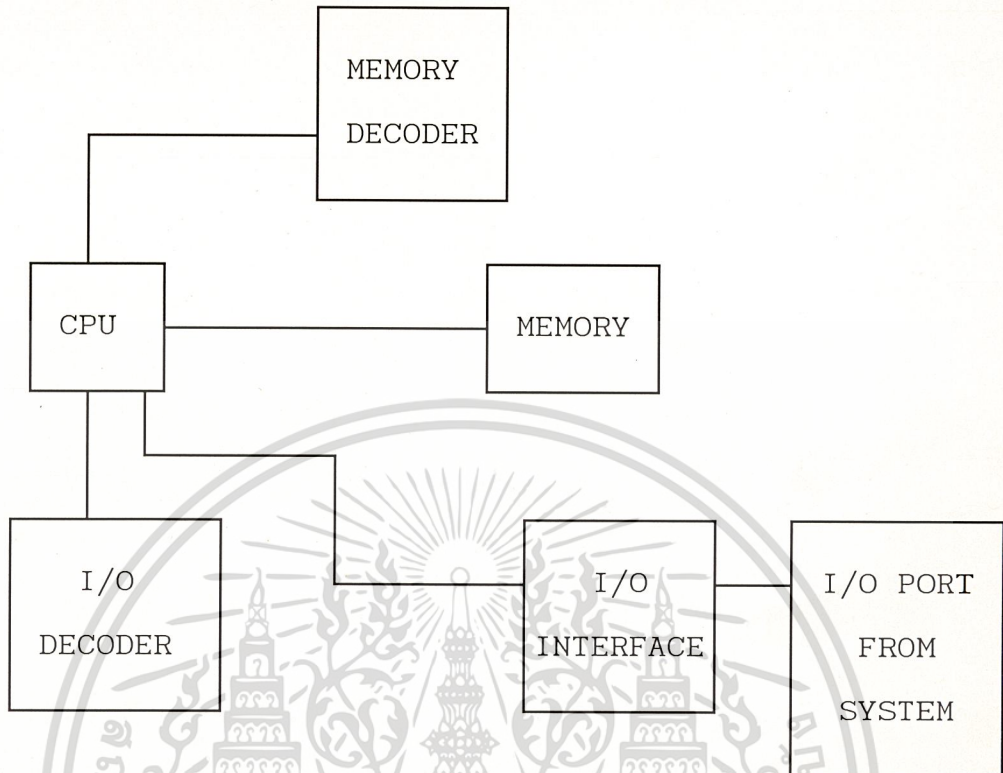 MEMORY
DECODER
CPU
MEMORY
I/O
DECODER
I/O
INTERFACE
I/O PORT
FROM
SYSTEM